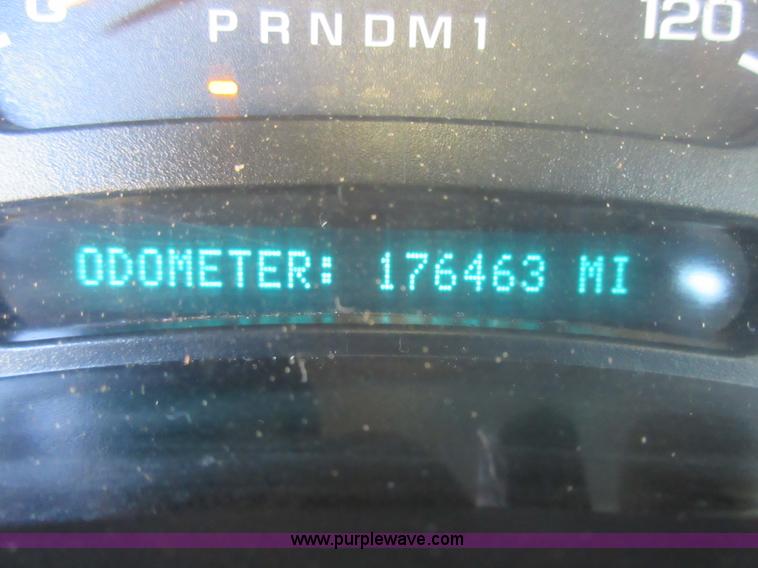 PRNDM1 120
ODOMETER: 176463 MI
www.purplewave.com